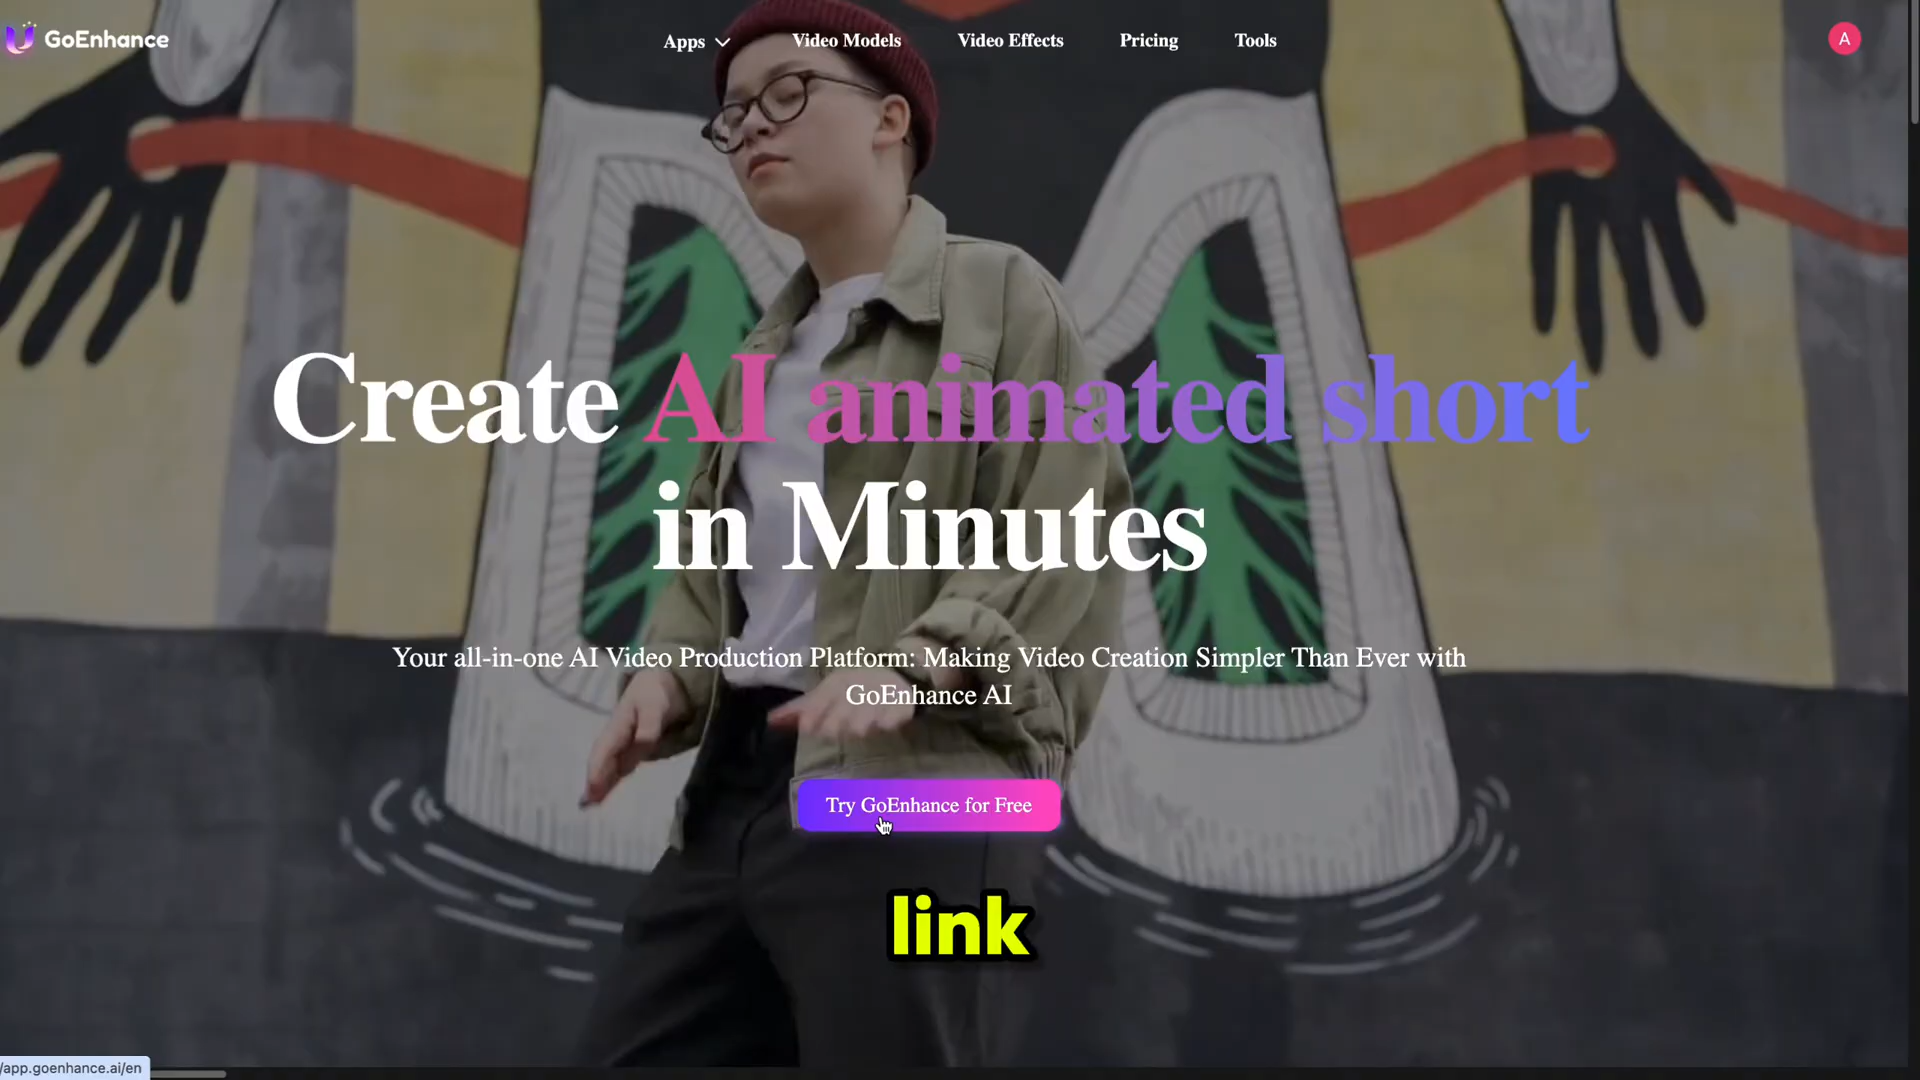 GoEnhance
Apps
Video Models
Video Effects
Pricing
Tools
A
Create AI animated short
in Minutes
Your all-in-one AI Video Production Platform: Making Video Creation Simpler Than Ever with
GoEnhance AI
Try GoEnhance for Free
link
/app.goenhance.ai/en